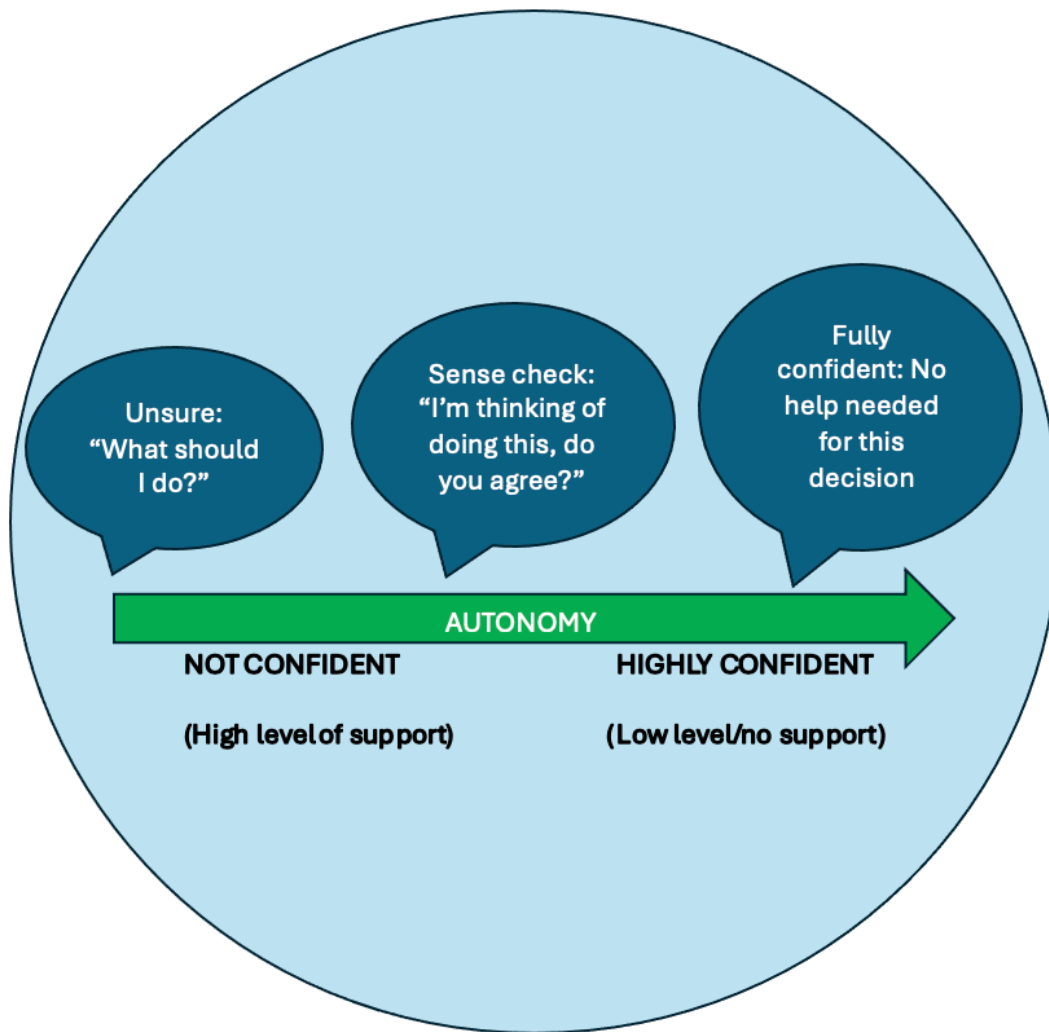 Unsure:
“What should
I do?”
Sense check:
“I’m thinking of
doing this, do
you agree?”
Fully
confident: No
help needed
for this
decision
AUTONOMY
NOT CONFIDENT
HIGHLY CONFIDENT
(High level of support)
(Low level/no support)